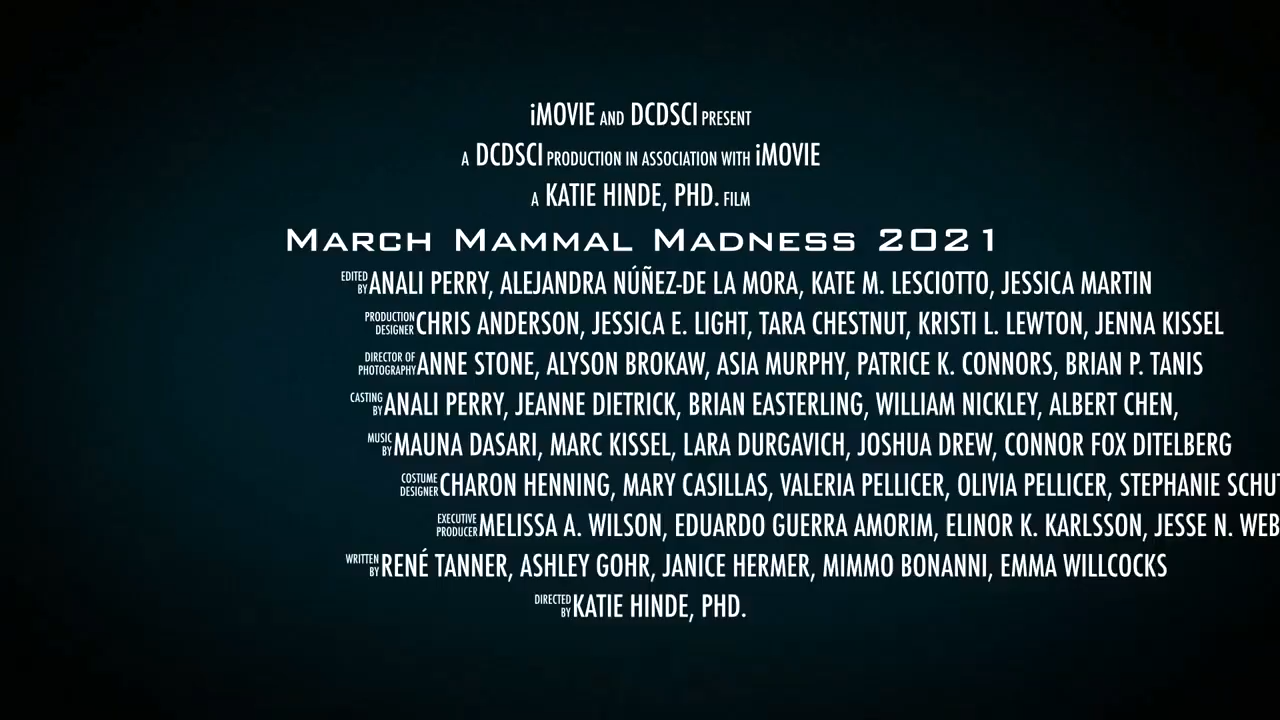 iMOVIE AND DCDSCI PRESENT
A DCDSCI PRODUCTION IN ASSOCIATION WITH iMOVIE
A KATIE HINDE, PHD. FILM
MARCH MAMMAL MADNESS 2021
EDITED BY ANALI PERRY, ALEJANDRA NÚÑEZ-DE LA MORA, KATE M. LESCIOTTO, JESSICA MARTIN
PRODUCTION DESIGNER CHRIS ANDERSON, JESSICA E. LIGHT, TARA CHESTNUT, KRISTI L. LEWTON, JENNA KISSEL
DIRECTOR OF PHOTOGRAPHY ANNE STONE, ALYSON BROKAW, ASIA MURPHY, PATRICE K. CONNORS, BRIAN P. TANIS
CASTING BY ANALI PERRY, JEANNE DIETRICK, BRIAN EASTERLING, WILLIAM NICKLEY, ALBERT CHEN,
MUSIC BY MAUNA DASARI, MARC KISSEL, LARA DURGAVICH, JOSHUA DREW, CONNOR FOX DITELBERG
COSTUME DESIGNER CHARON HENNING, MARY CASILLAS, VALERIA PELLICER, OLIVIA PELLICER, STEPHANIE
EXECUTIVE PRODUCER MELISSA A. WILSON, EDUARDO GUERRA AMORIM, ELINOR K. KARLSSON, JESSE N.
WRITTEN BY RENÉ TANNER, ASHLEY GOHR, JANICE HERMER, MIMMO BONANNI, EMMA WILLCOCKS
DIRECTED BY KATIE HINDE, PHD.